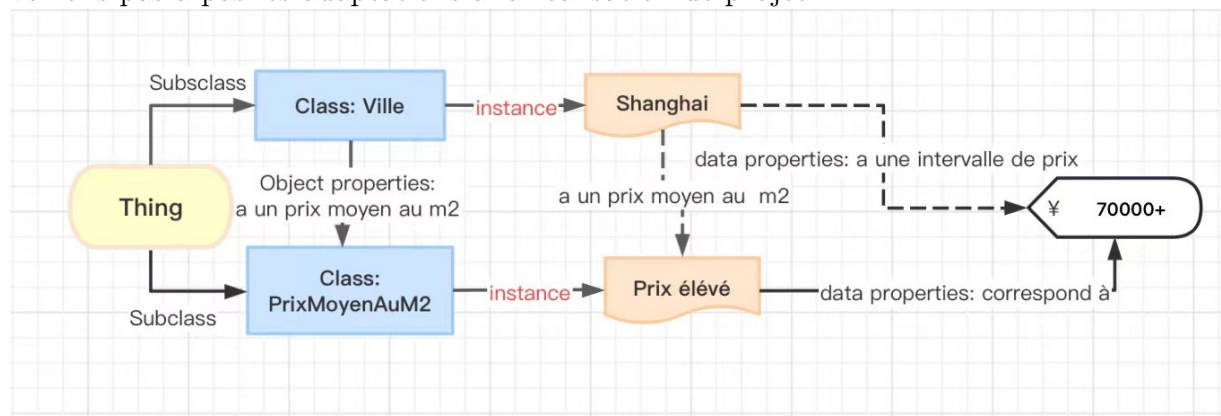 Subsclass
Class: Ville
instance
Shanghai
data properties: a une intervalle de prix
Object properties:
a un prix moyen au m2
a un prix moyen au m2
Thing
¥ 70000+
Class:
PrixMoyenAuM2
instance
Prix élévé
data properties: correspond à
Subclass